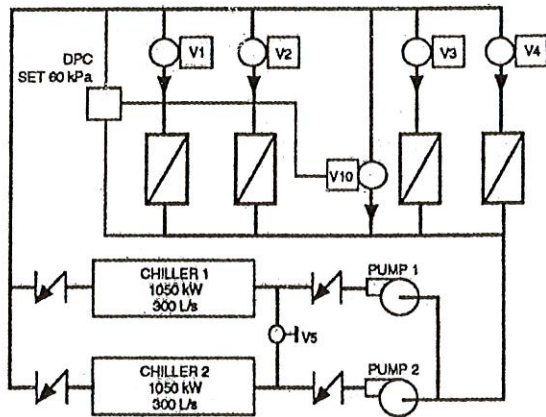 DPC
SET 60 kPa
V1
V2
V3
V4
V10
CHILLER 1
1050 kW
300 L/s
PUMP 1
V5
CHILLER 2
1050 kW
300 L/s
PUMP 2